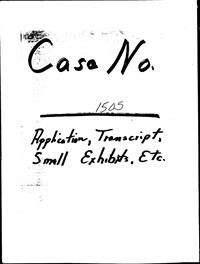 Case No.
1505
Application, Transcript,
Small Exhibits, Etc.